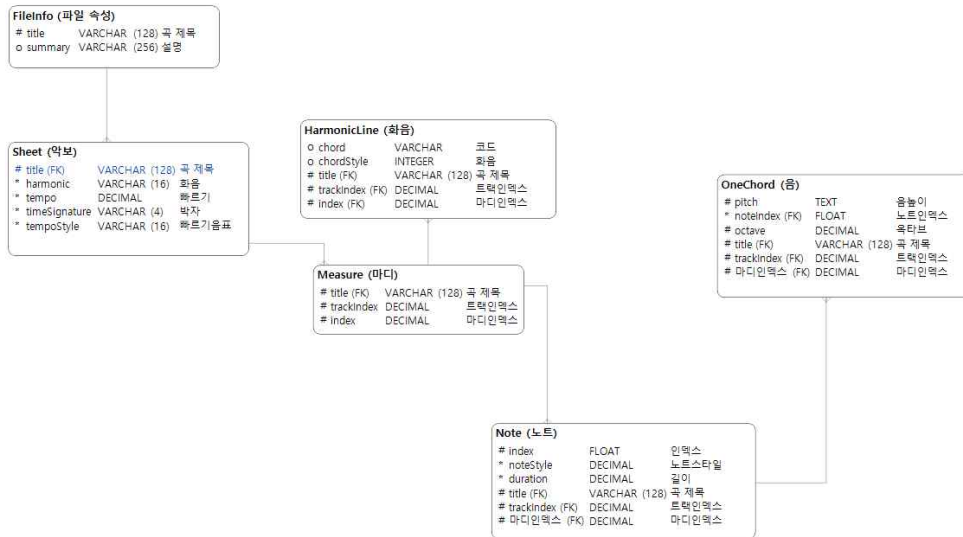 FileInfo (파일 속성)
# title VARCHAR (128) 곡 제목
o summary VARCHAR (256) 설명
Sheet (악보)
# title (FK) VARCHAR (128) 곡 제목
* harmonic VARCHAR (16) 화음
* tempo DECIMAL 빠르기
* timeSignature VARCHAR (4) 박자
* tempoStyle VARCHAR (16) 빠르기음표
HarmonicLine (화음)
o chord VARCHAR 코드
o chordStyle INTEGER 화음
# title (FK) VARCHAR (128) 곡 제목
# trackIndex (FK) DECIMAL 트랙인덱스
# index (FK) DECIMAL 마디인덱스
Measure (마디)
# title (FK) VARCHAR (128) 곡 제목
# trackIndex DECIMAL 트랙인덱스
# index DECIMAL 마디인덱스
OneChord (음)
# pitch TEXT 음높이
* noteIndex (FK) FLOAT 노트인덱스
# octave DECIMAL 옥타브
# title (FK) VARCHAR (128) 곡 제목
# trackIndex (FK) DECIMAL 트랙인덱스
# 마디인덱스 (FK) DECIMAL 마디인덱스
Note (노트)
# index FLOAT 인덱스
* noteStyle DECIMAL 노트스타일
* duration DECIMAL 길이
# title (FK) VARCHAR (128) 곡 제목
# trackIndex (FK) DECIMAL 트랙인덱스
# 마디인덱스 (FK) DECIMAL 마디인덱스